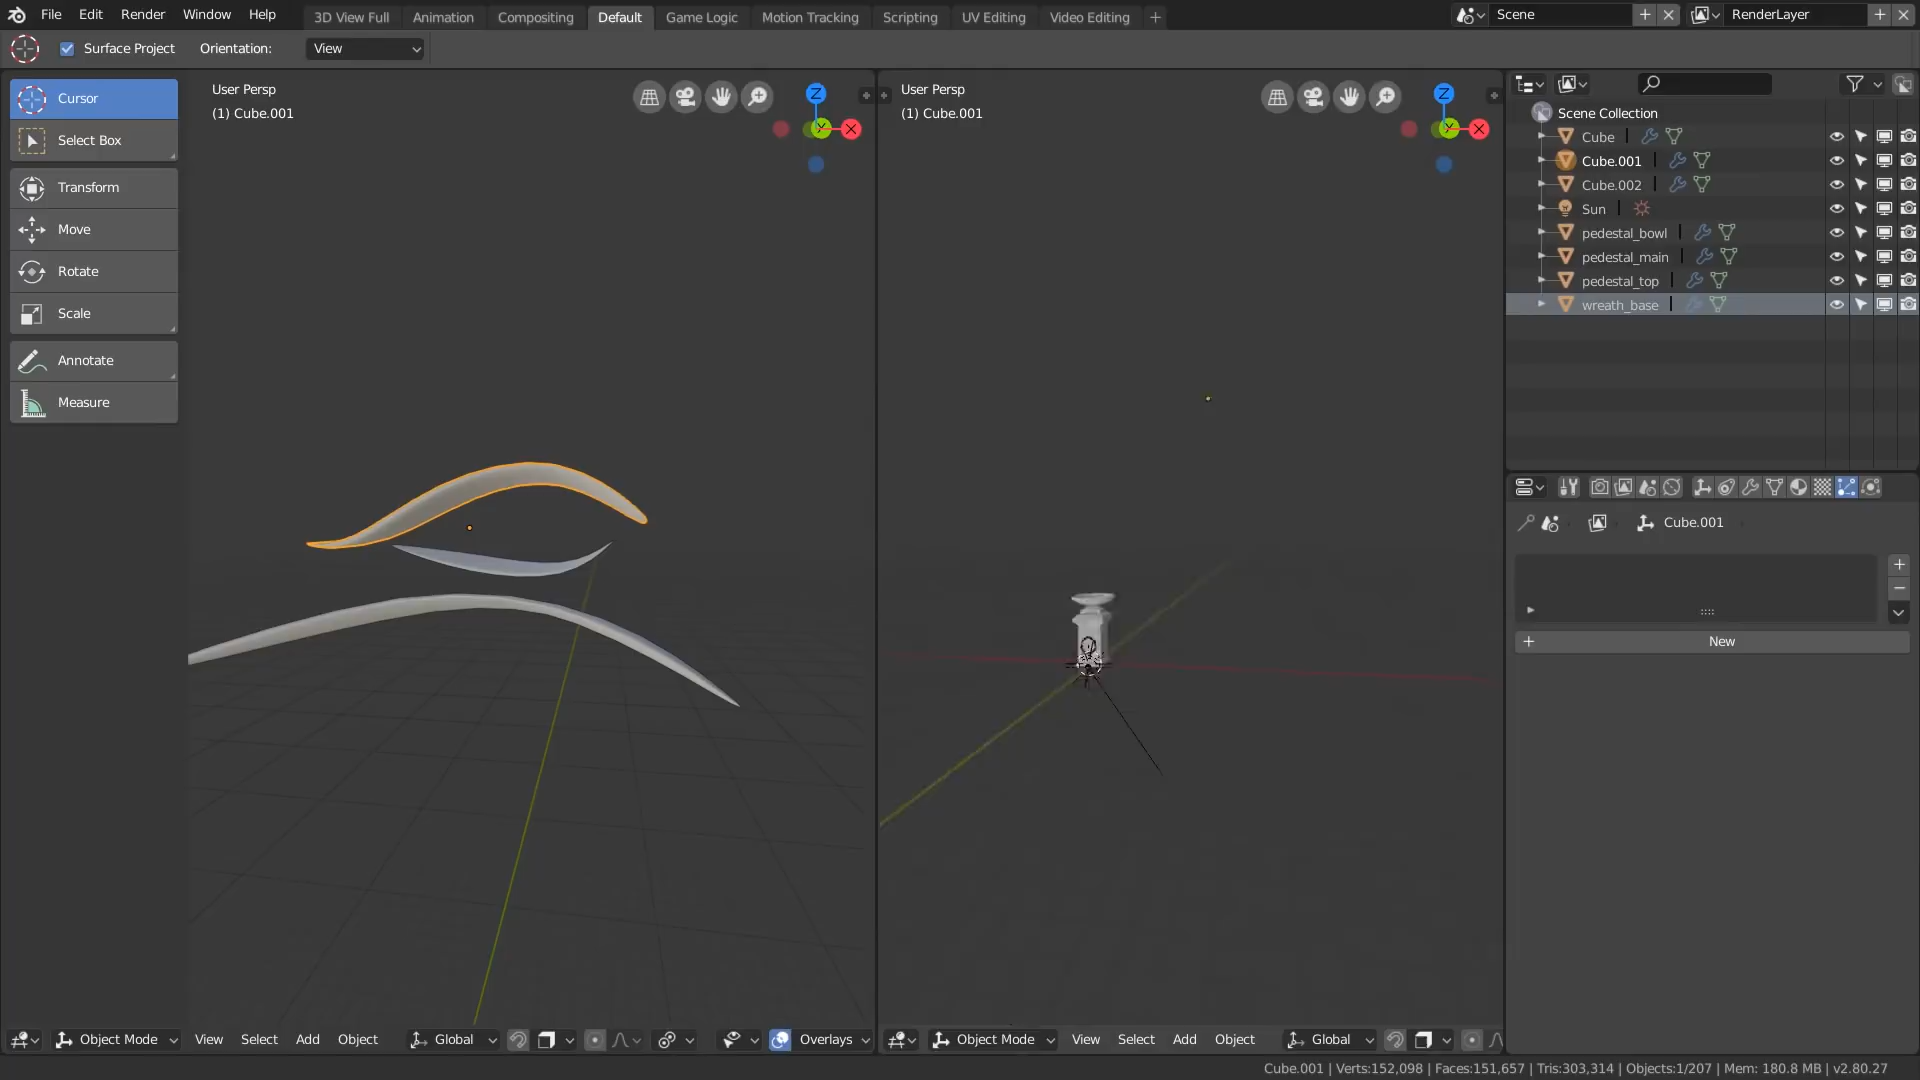 File Edit Render Window Help
3D View Full Animation Compositing Default Game Logic Motion Tracking Scripting UV Editing Video Editing
Scene
RenderLayer
Surface Project Orientation: View
Cursor
Select Box
Transform
Move
Rotate
Scale
Annotate
Measure
User Persp
(1) Cube.001
Z
Y
X
User Persp
(1) Cube.001
Z
Y
X
Scene Collection
Cube
Cube.001
Cube.002
Sun
pedestal_bowl
pedestal_main
pedestal_top
wreath_base
Cube.001
New
Object Mode View Select Add Object Global Overlays
Object Mode View Select Add Object Global
Cube.001 | Verts:152,098 | Faces:151,657 | Tris:303,314 | Objects:1/207 | Mem: 180.8 MB | v2.80.27